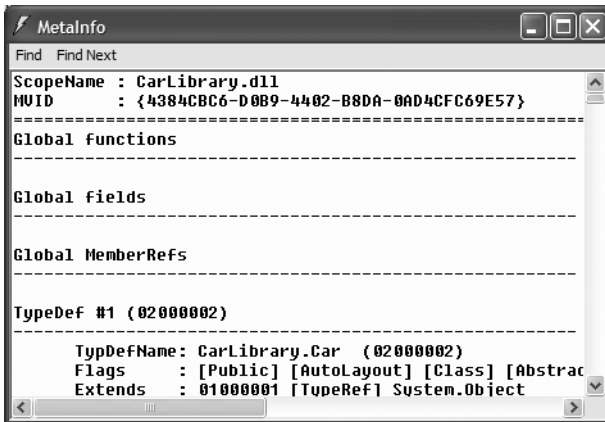 MetaInfo
Find Find Next
ScopeName : CarLibrary.dll
MVID : {4384CBC6-D0B9-4402-B8DA-0AD4CFC69E57}
===========================================================
Global functions
-----------------------------------------------------------
Global fields
-----------------------------------------------------------
Global MemberRefs
-----------------------------------------------------------
TypeDef #1 (02000002)
-----------------------------------------------------------
TypDefName: CarLibrary.Car (02000002)
Flags : [Public] [AutoLayout] [Class] [Abstrac
Extends : 01000001 [TypeRef] System.Object